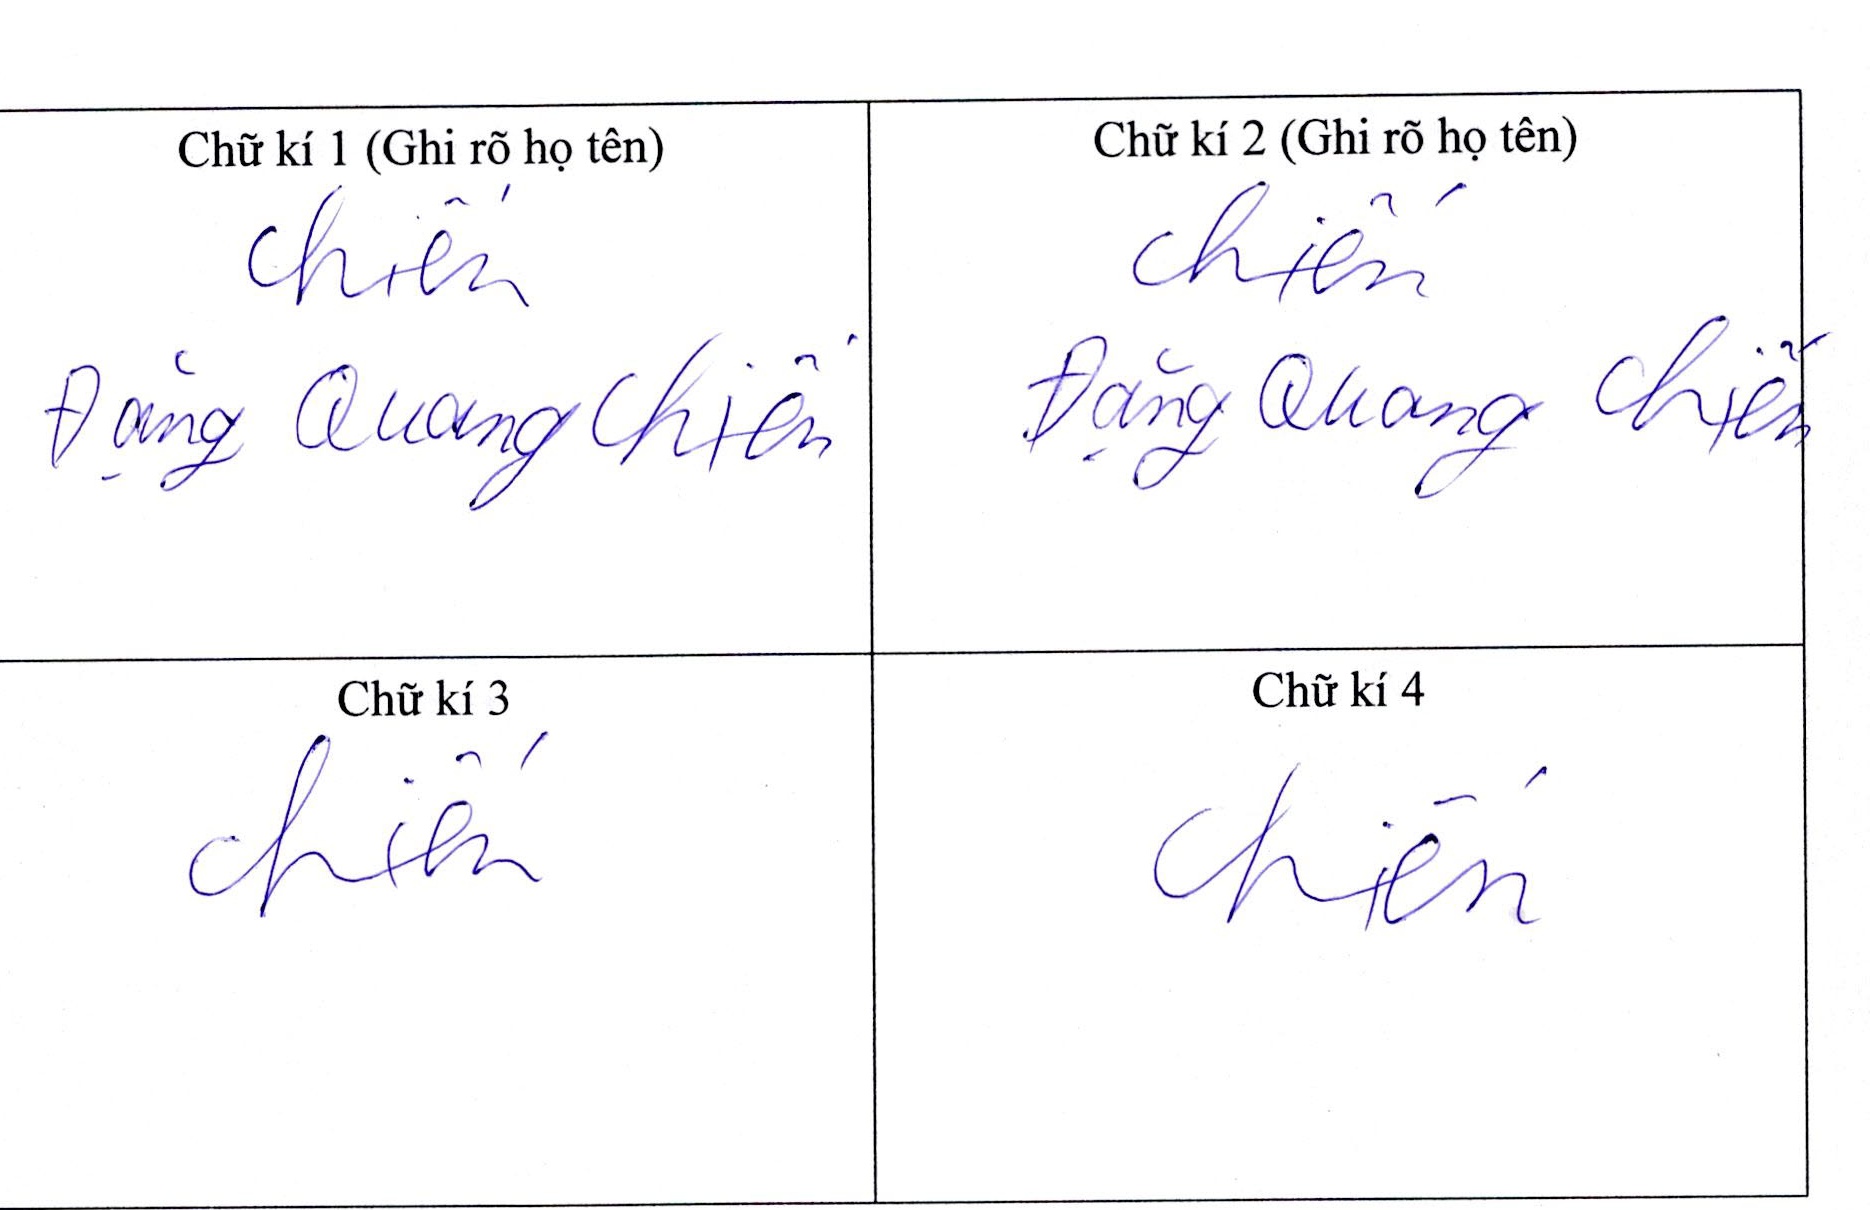 Chữ kí 1 (Ghi rõ họ tên)
Chiến
Đặng Quang Chiến
Chữ kí 2 (Ghi rõ họ tên)
Chiến
Đặng Quang Chiến
Chữ kí 3
Chiến
Chữ kí 4
Chiến